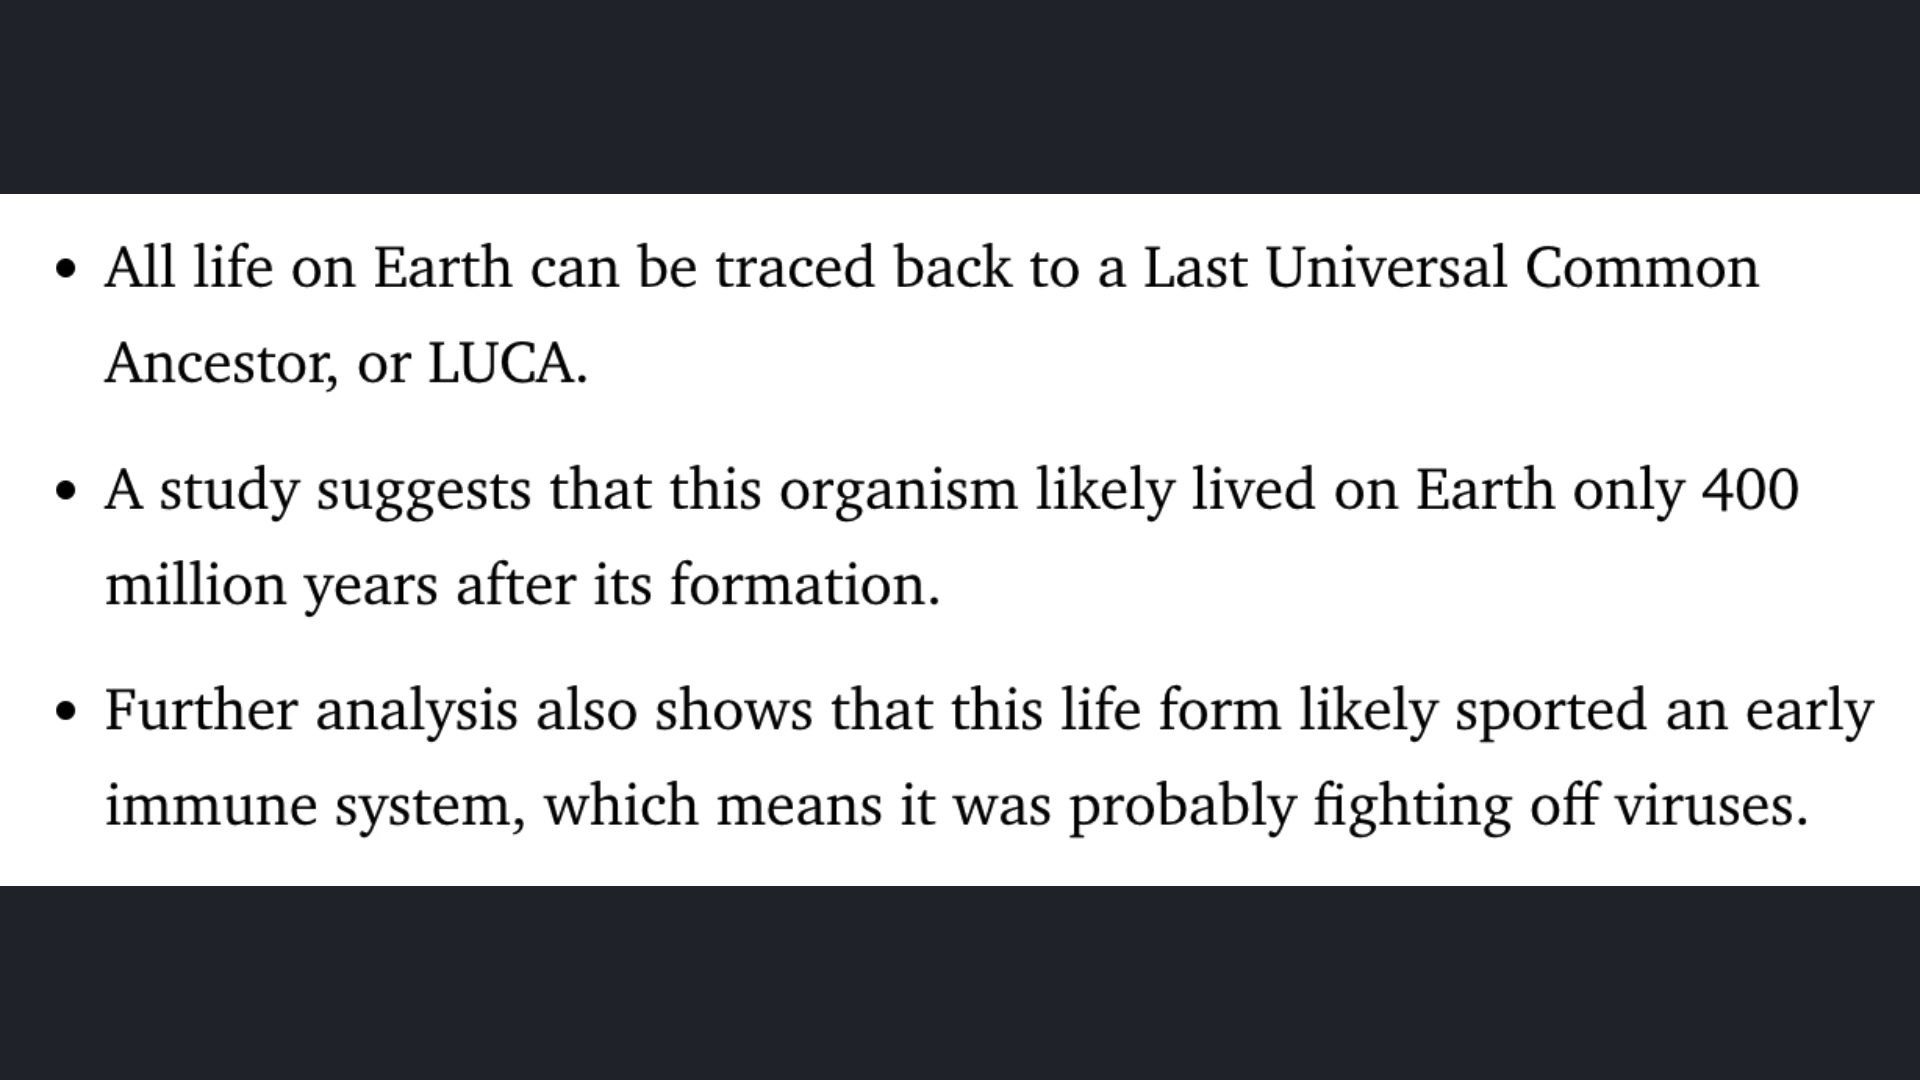 • All life on Earth can be traced back to a Last Universal Common
Ancestor, or LUCA.
• A study suggests that this organism likely lived on Earth only 400
million years after its formation.
• Further analysis also shows that this life form likely sported an early
immune system, which means it was probably fighting off viruses.